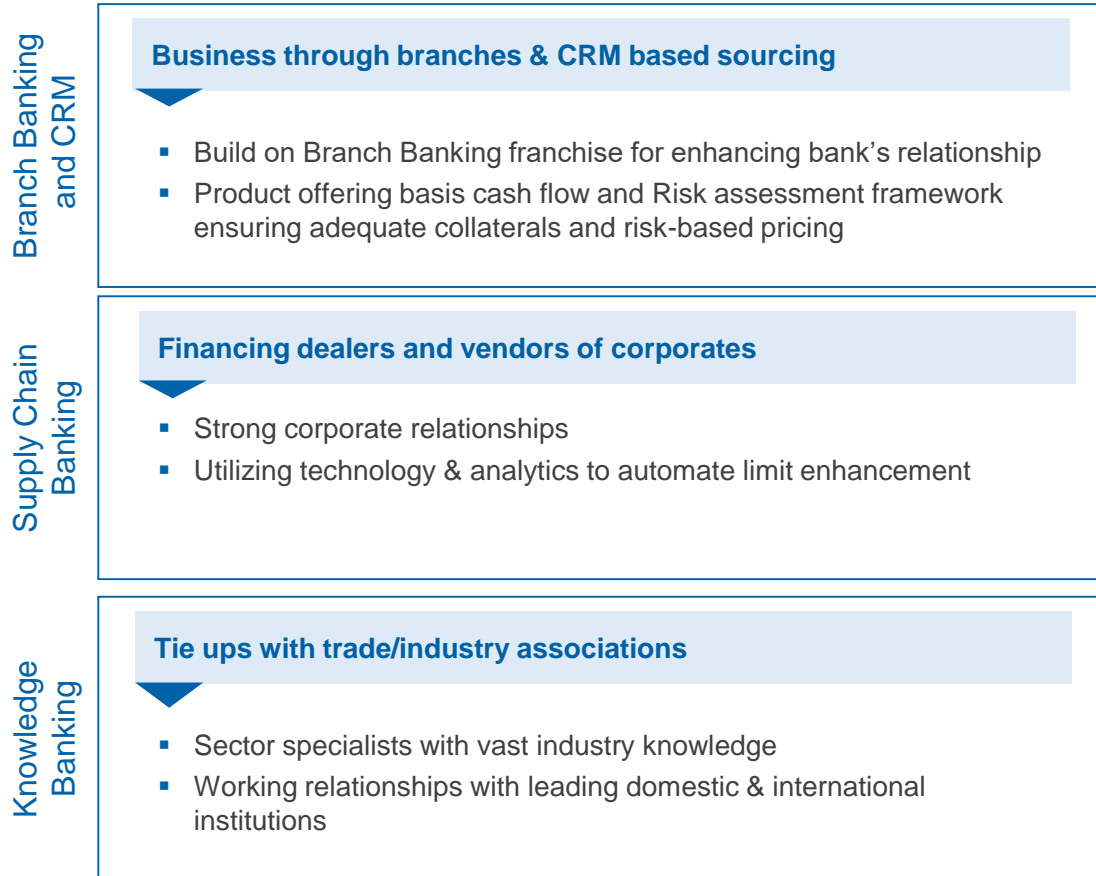 Branch Banking
and CRM
Business through branches & CRM based sourcing
▪ Build on Branch Banking franchise for enhancing bank’s relationship
▪ Product offering basis cash flow and Risk assessment framework
ensuring adequate collaterals and risk-based pricing
Supply Chain
Banking
Financing dealers and vendors of corporates
▪ Strong corporate relationships
▪ Utilizing technology & analytics to automate limit enhancement
Knowledge
Banking
Tie ups with trade/industry associations
▪ Sector specialists with vast industry knowledge
▪ Working relationships with leading domestic & international
institutions